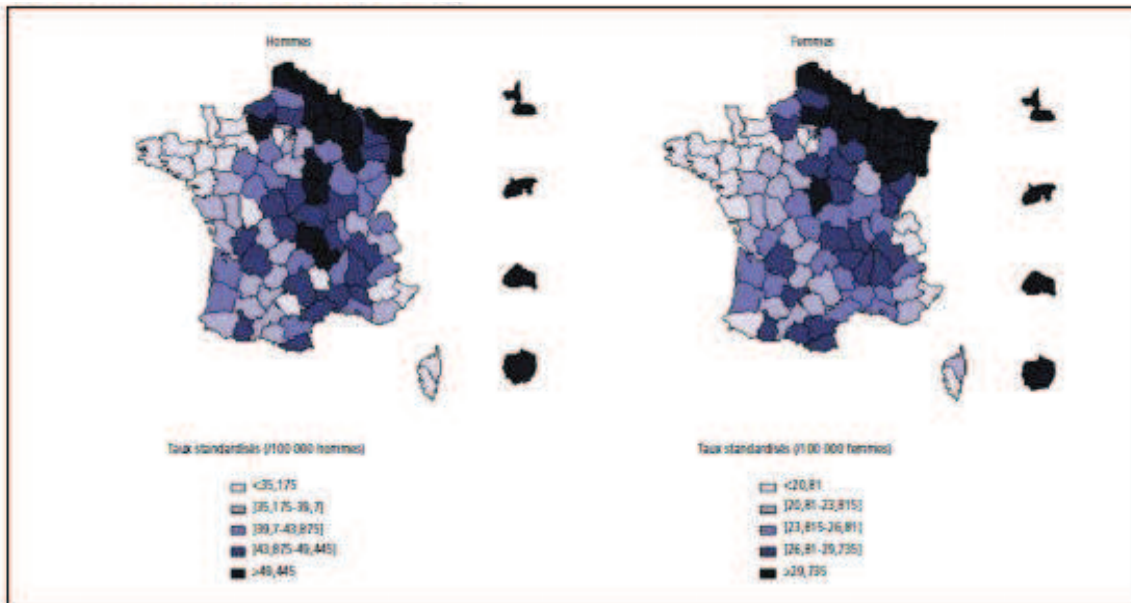 Hommes
Femmes
Taux standardisés (/100 000 hommes)
<35,175
]35,175-39,7]
]39,7-43,875]
]43,875-49,445]
>49,445
Taux standardisés (/100 000 femmes)
<20,81
]20,81-23,815]
]23,815-26,81]
]26,81-29,735]
>29,735